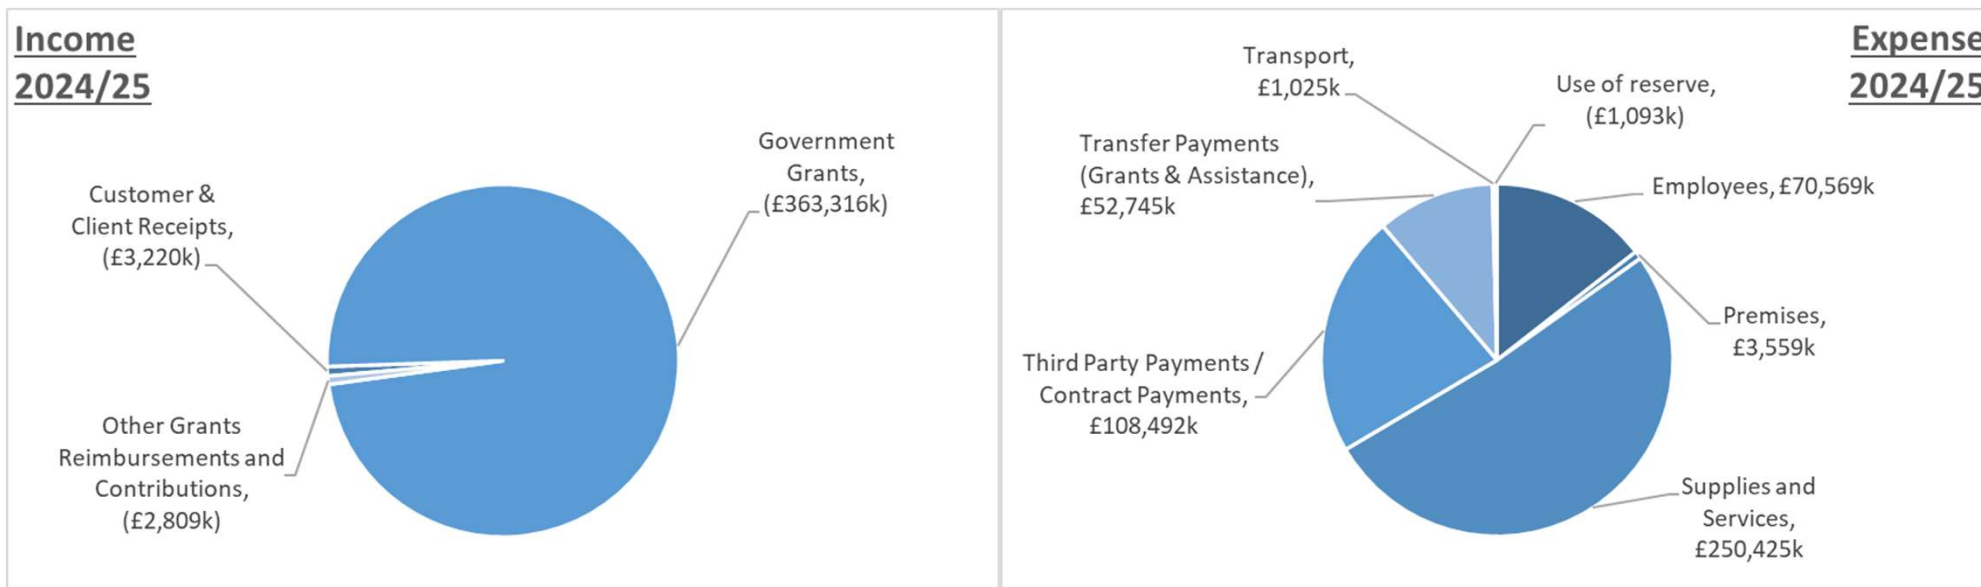 Income
2024/25
Government
Grants,
(£363,316k)
Customer &
Client Receipts,
(£3,220k)
Other Grants
Reimbursements and
Contributions,
(£2,809k)
Expense
2024/25
Transport,
£1,025k
Use of reserve,
(£1,093k)
Transfer Payments
(Grants & Assistance),
£52,745k
Employees, £70,569k
Premises,
£3,559k
Third Party Payments /
Contract Payments,
£108,492k
Supplies and
Services,
£250,425k